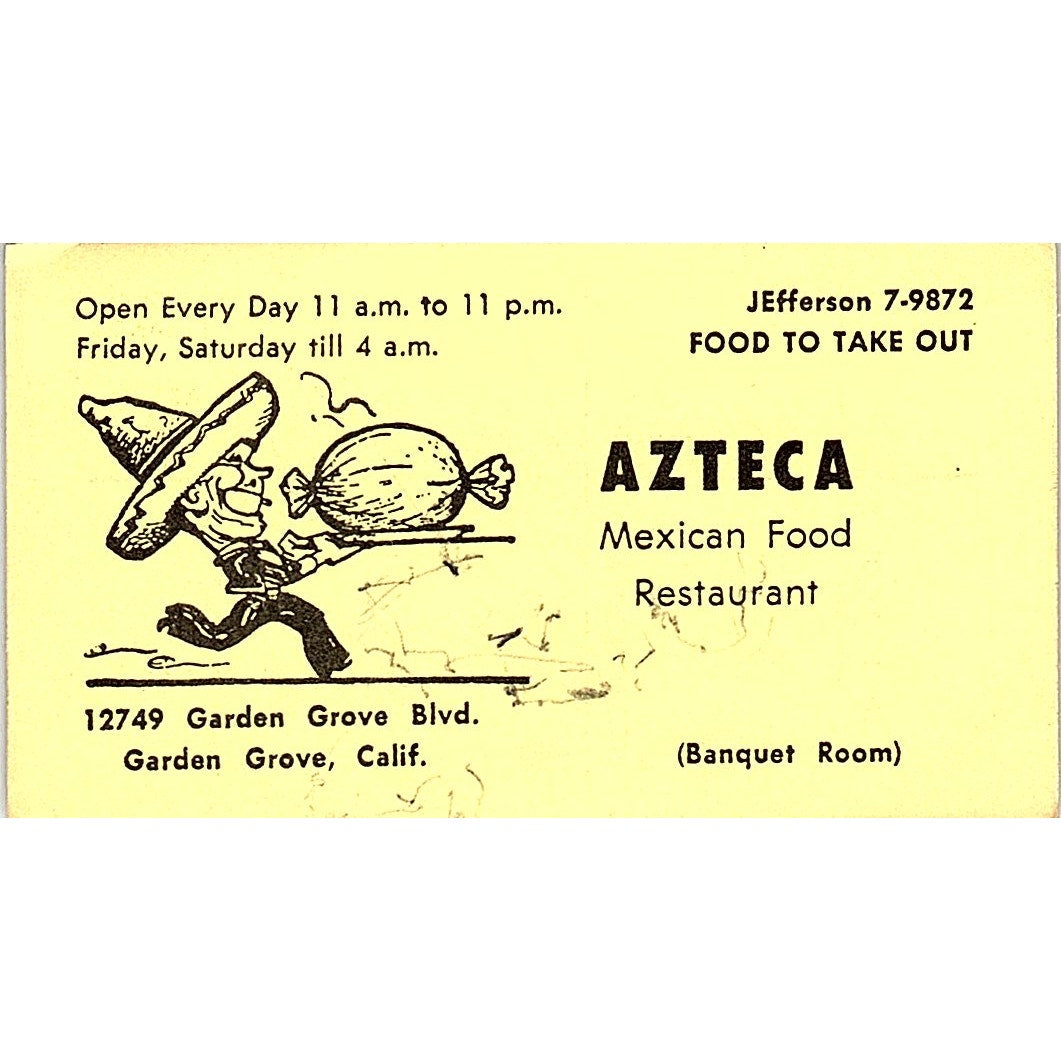 Open Every Day 11 a.m. to 11 p.m.
Friday, Saturday till 4 a.m.
JEfferson 7-9872
FOOD TO TAKE OUT
AZTECA
Mexican Food
Restaurant
12749 Garden Grove Blvd.
Garden Grove, Calif.
(Banquet Room)